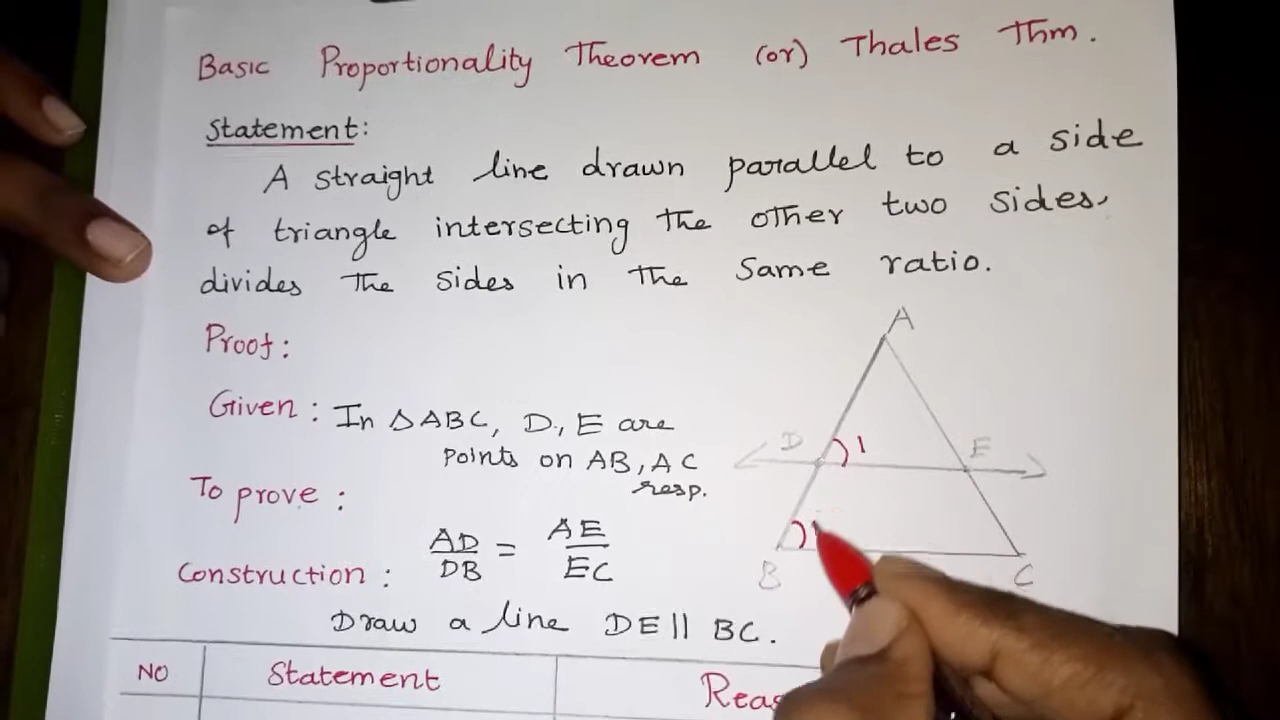 Basic Proportionality Theorem (or) Thales Thm.
Statement:
A straight line drawn parallel to a side
of triangle intersecting the other two sides,
divides the sides in the same ratio.
Proof:
Given: In △ABC, D, E are
points on AB, AC
resp.
To prove:
AD/DB = AE/EC
Construction:
Draw a line DE || BC.
NO Statement
A
D 1 E
B C